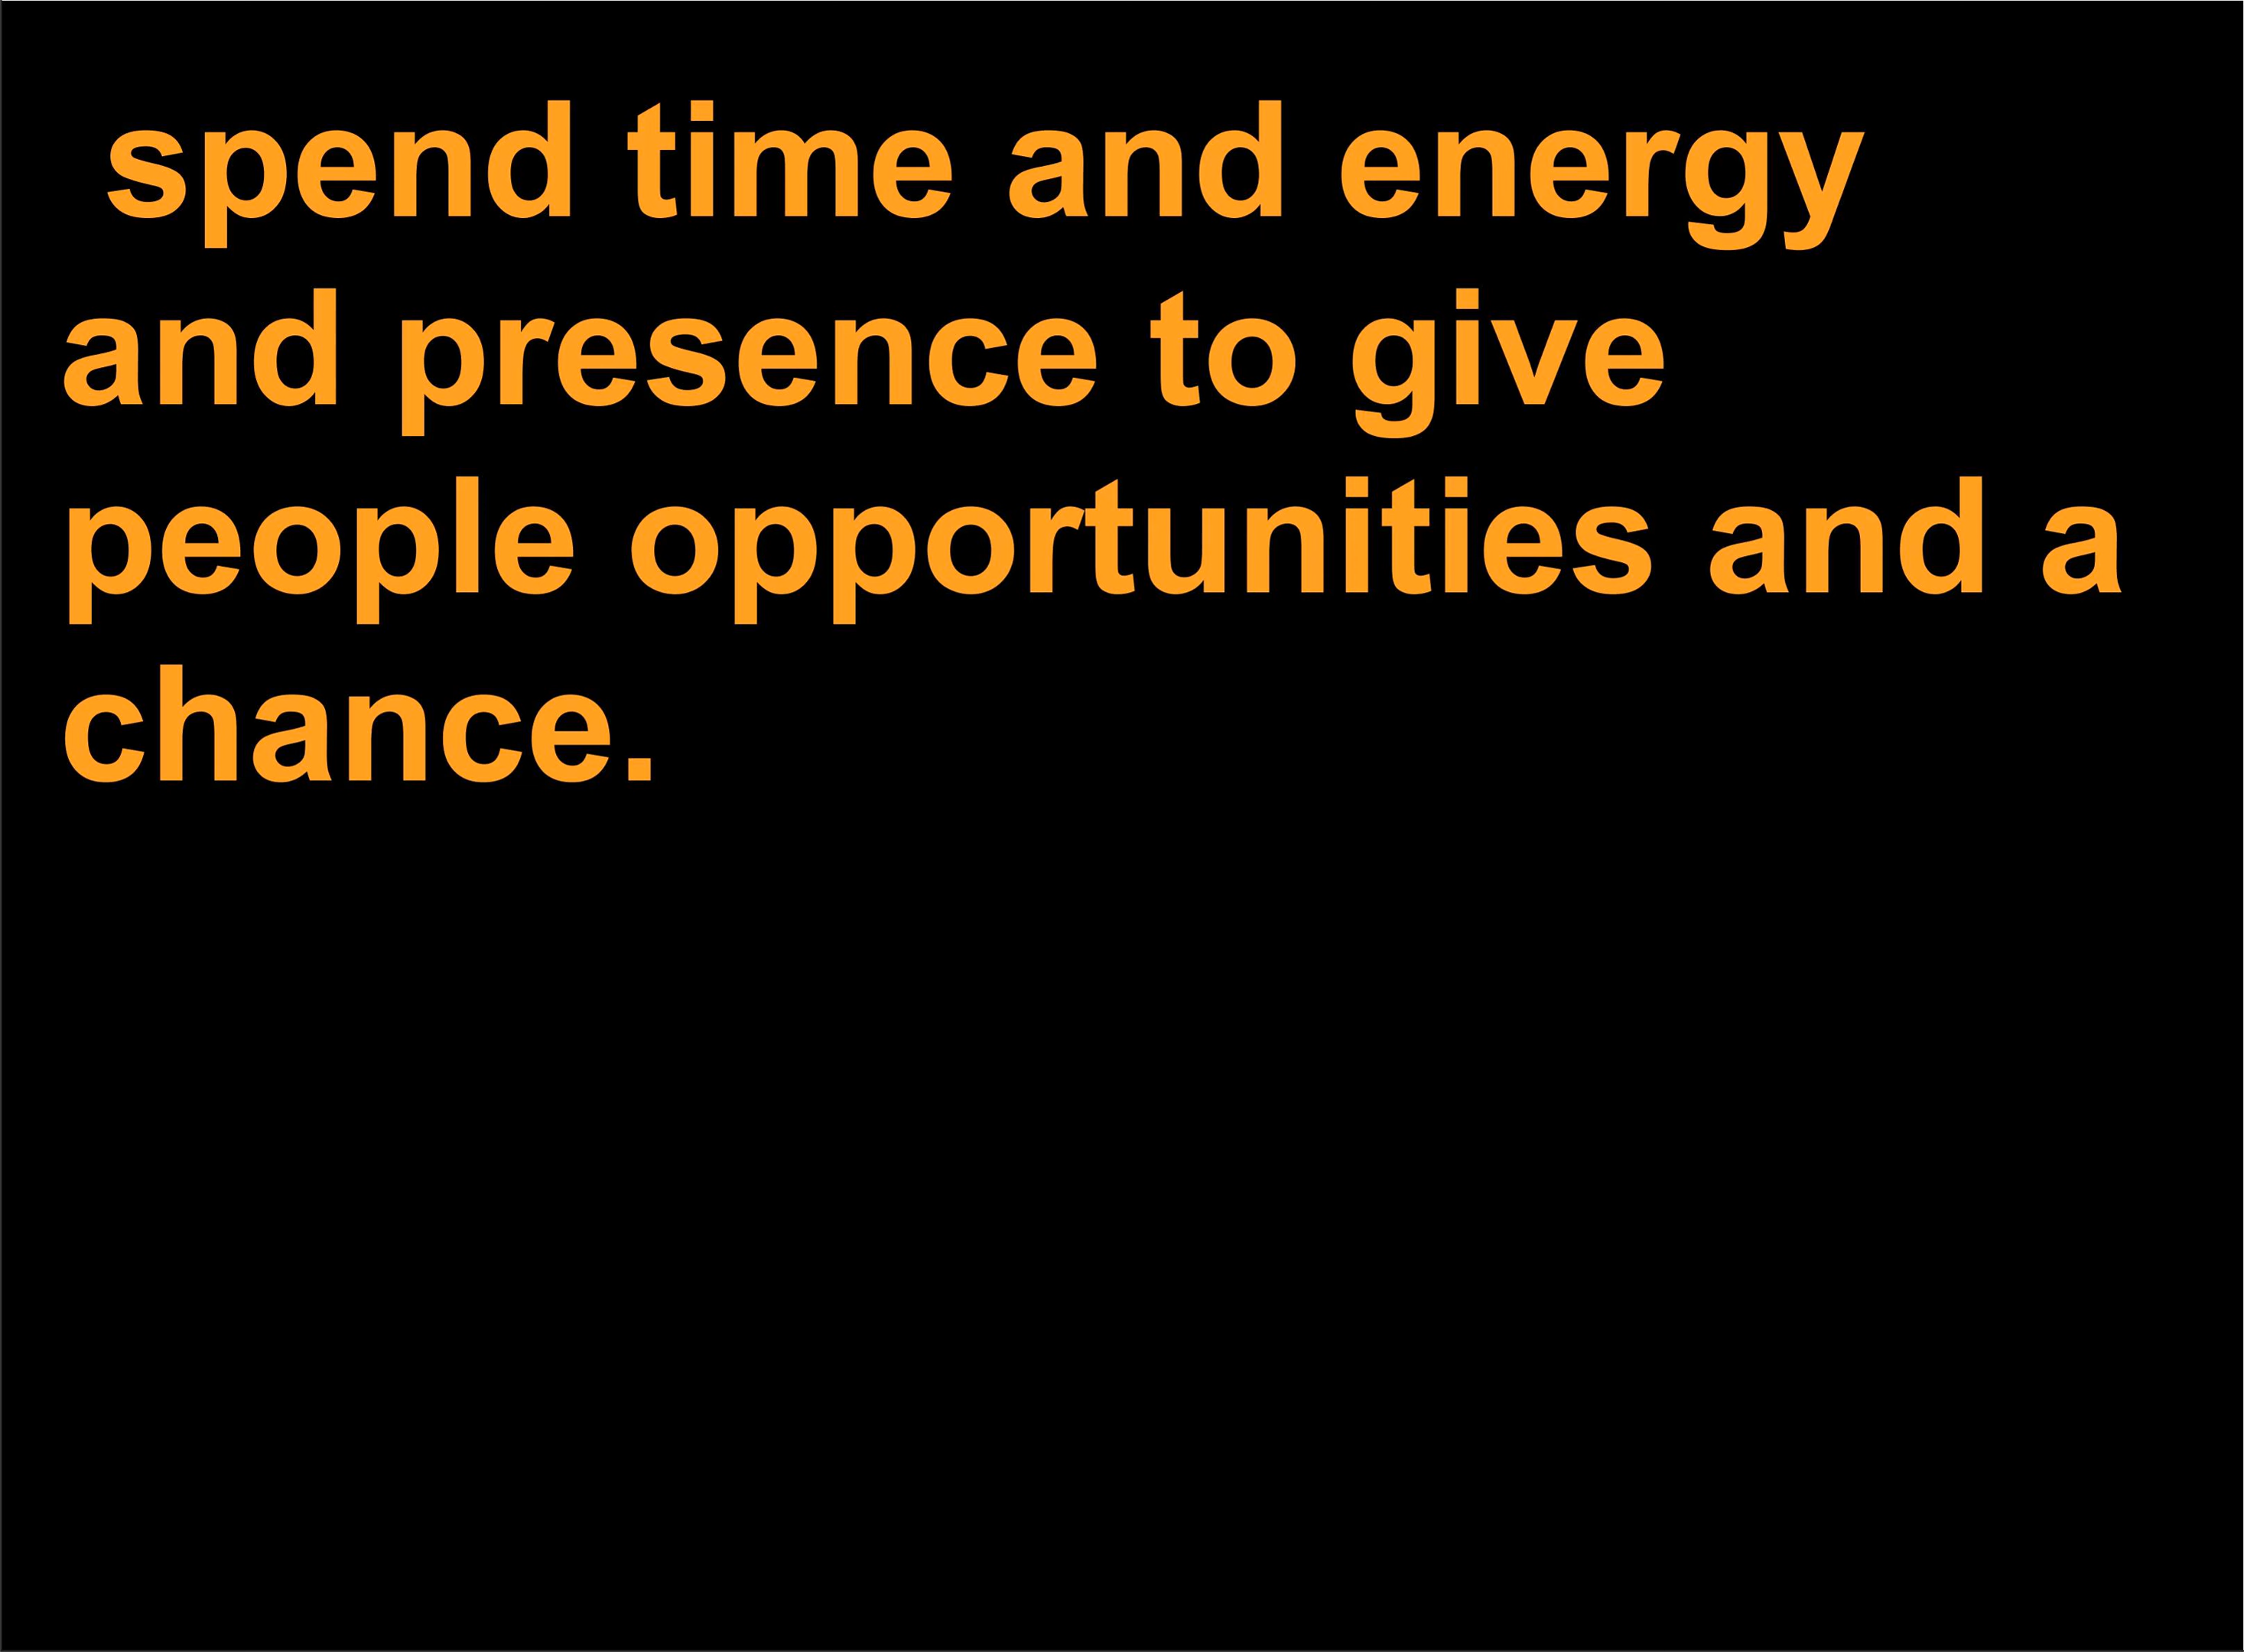 spend time and energy
and presence to give
people opportunities and a
chance.